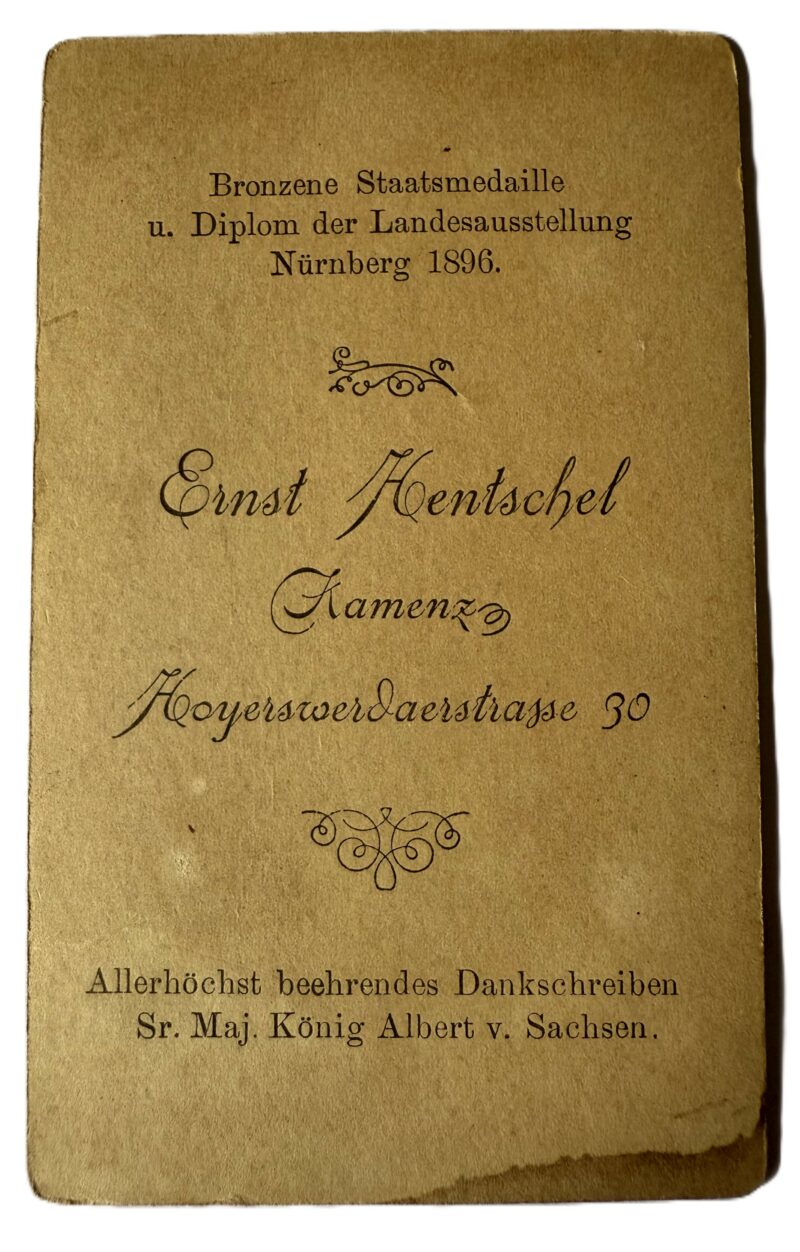 Bronzene Staatsmedaille
u. Diplom der Landesausstellung
Nürnberg 1896.
Ernst Hentschel
Kamenz
Hoyerswerdaerstrasse 30
Allerhöchst beehrendes Dankschreiben
Sr. Maj. König Albert v. Sachsen.